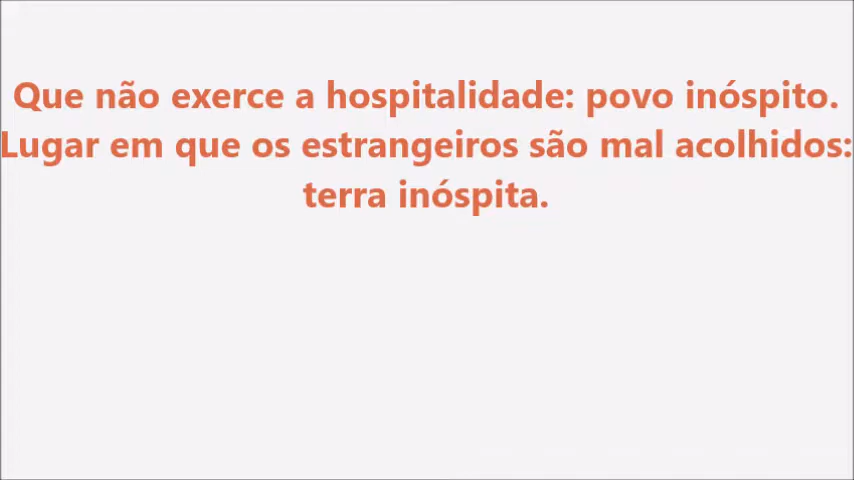 Que não exerce a hospitalidade: povo inóspito.
Lugar em que os estrangeiros são mal acolhidos:
terra inóspita.